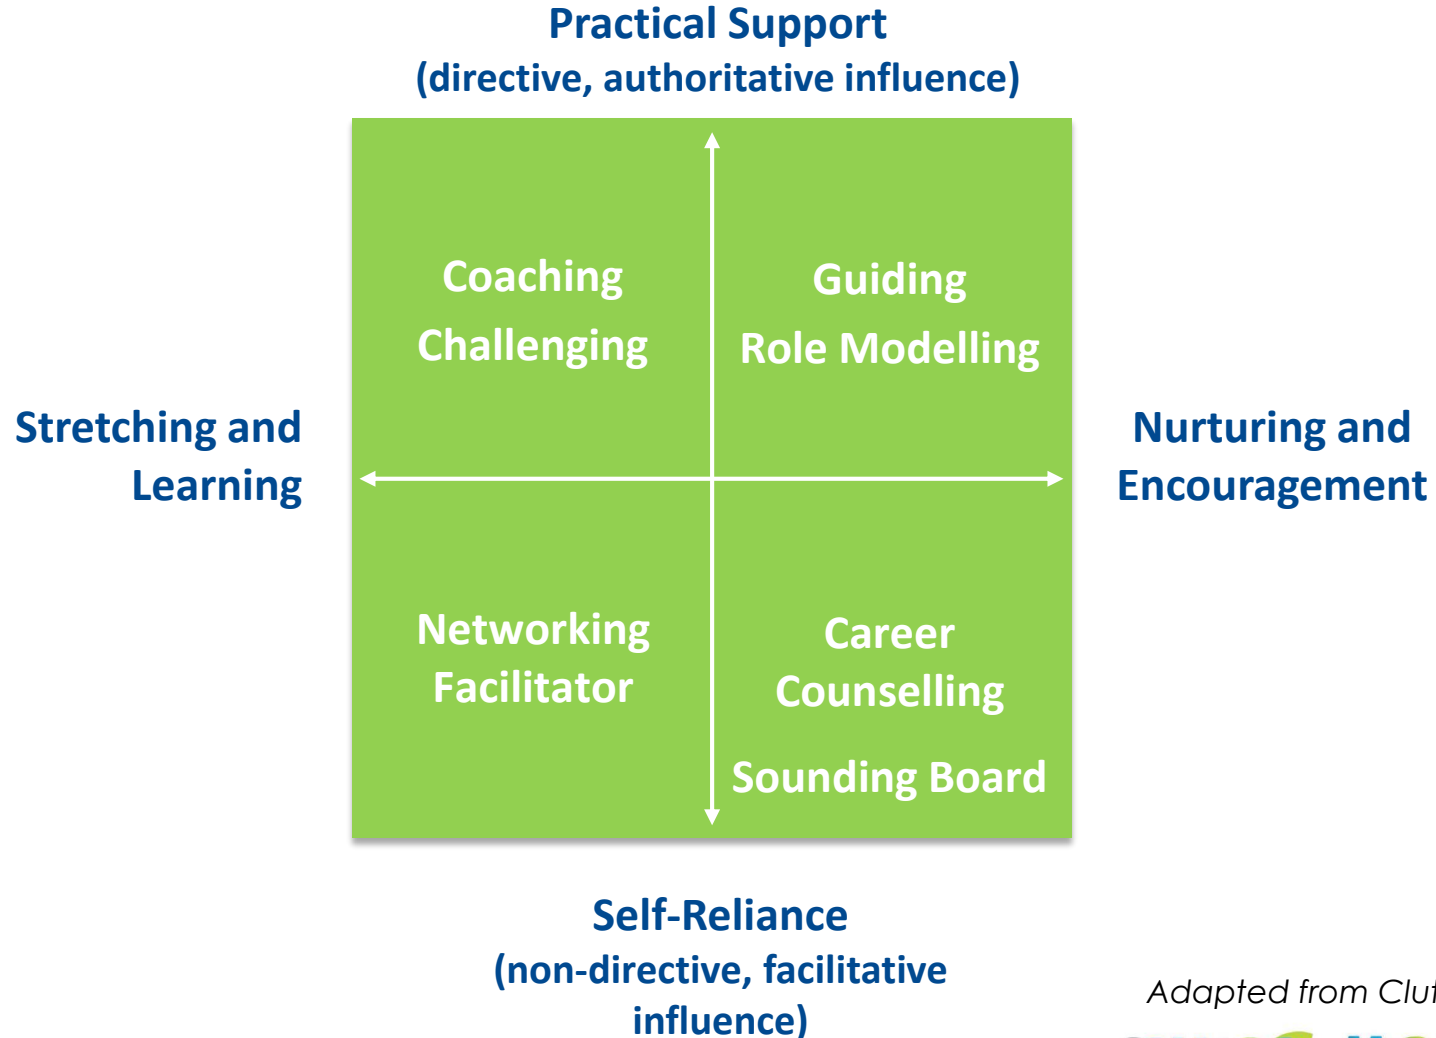 Practical Support
(directive, authoritative influence)
Coaching
Challenging
Guiding
Role Modelling
Stretching and
Learning
Nurturing and
Encouragement
Networking
Facilitator
Career
Counselling
Sounding Board
Self-Reliance
(non-directive, facilitative
influence)
Adapted from